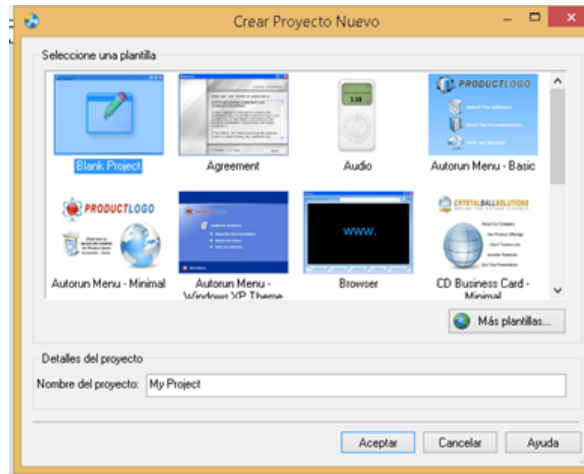 Crear Proyecto Nuevo
Seleccione una plantilla
Blank Project
Agreement
Audio
PRODUCTLOGO
Autorun Menu - Basic
PRODUCTLOGO
Autorun Menu - Minimal
Autorun Menu -
Windows XP Theme
WWW.
Browser
CRYSTALBALLSOLUTIONS
CD Business Card -
Minimal
Más plantillas...
Detalles del proyecto
Nombre del proyecto: My Project
Aceptar
Cancelar
Ayuda